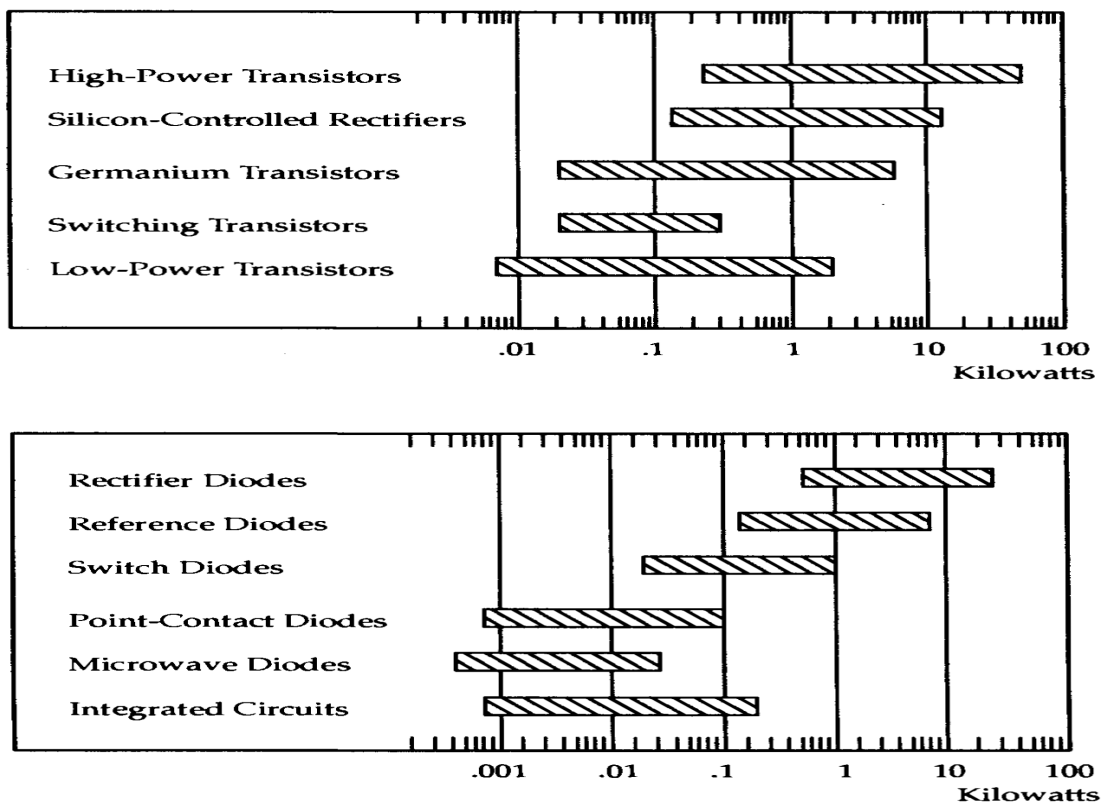 High-Power Transistors
Silicon-Controlled Rectifiers
Germanium Transistors
Switching Transistors
Low-Power Transistors
.01 .1 1 10 100
Kilowatts
Rectifier Diodes
Reference Diodes
Switch Diodes
Point-Contact Diodes
Microwave Diodes
Integrated Circuits
.001 .01 .1 1 10 100
Kilowatts